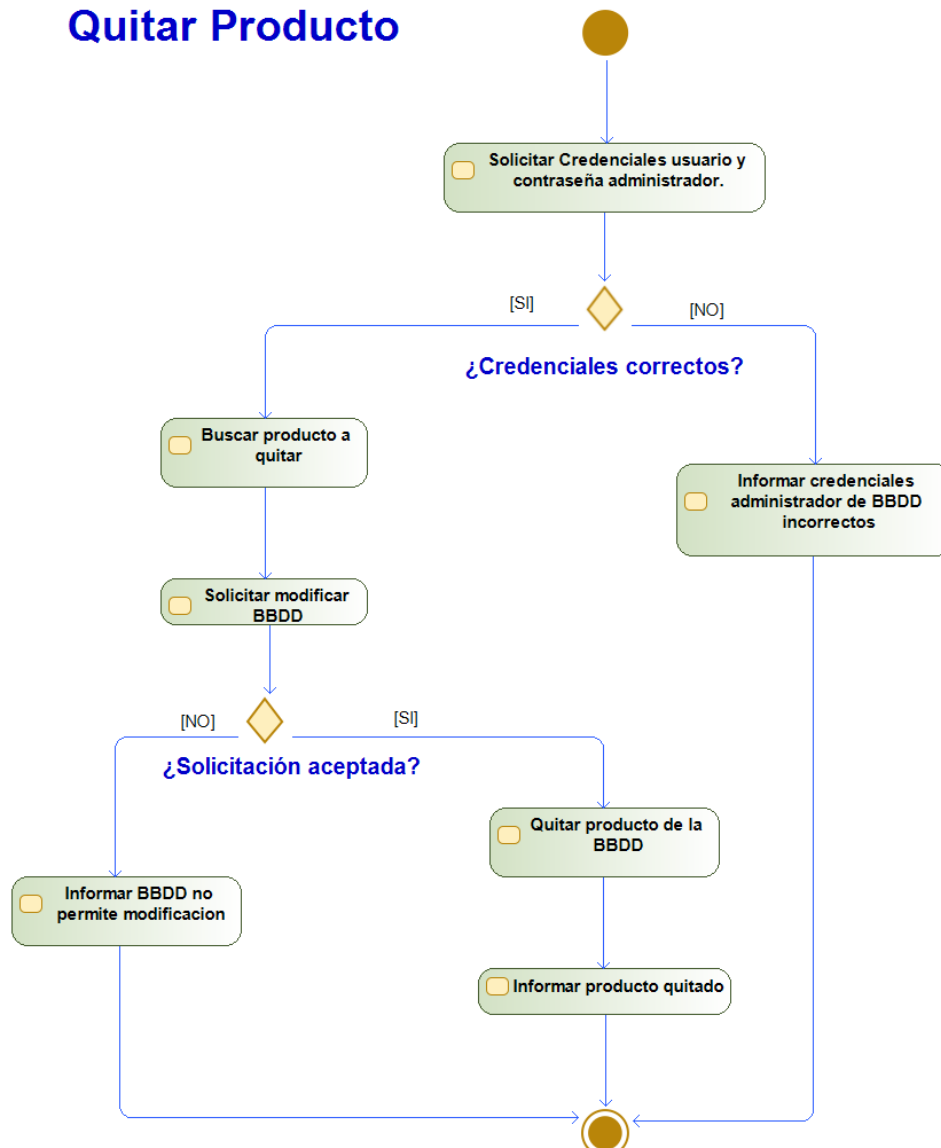 Quitar Producto
Solicitar Credenciales usuario y
contraseña administrador.
[SI]
[NO]
¿Credenciales correctos?
Buscar producto a
quitar
Informar credenciales
administrador de BBDD
incorrectos
Solicitar modificar
BBDD
[NO]
[SI]
¿Solicitación aceptada?
Quitar producto de la
BBDD
Informar BBDD no
permite modificacion
Informar producto quitado